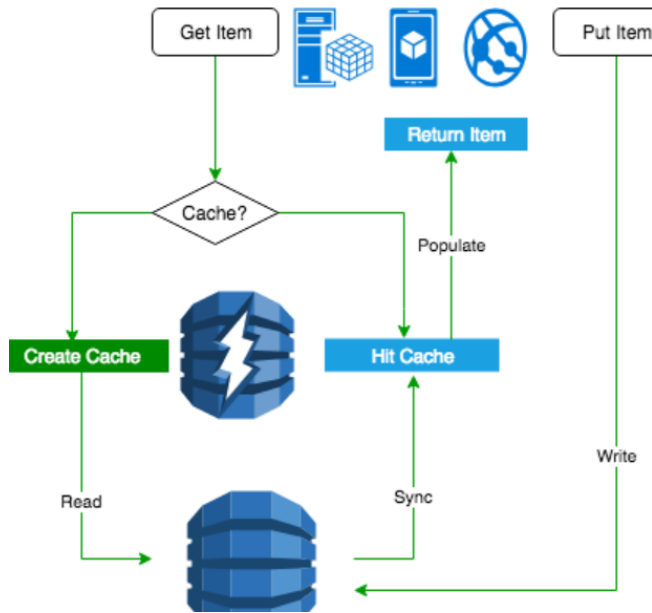 Get Item
Put Item
Return Item
Cache?
Populate
Create Cache
Hit Cache
Write
Read
Sync